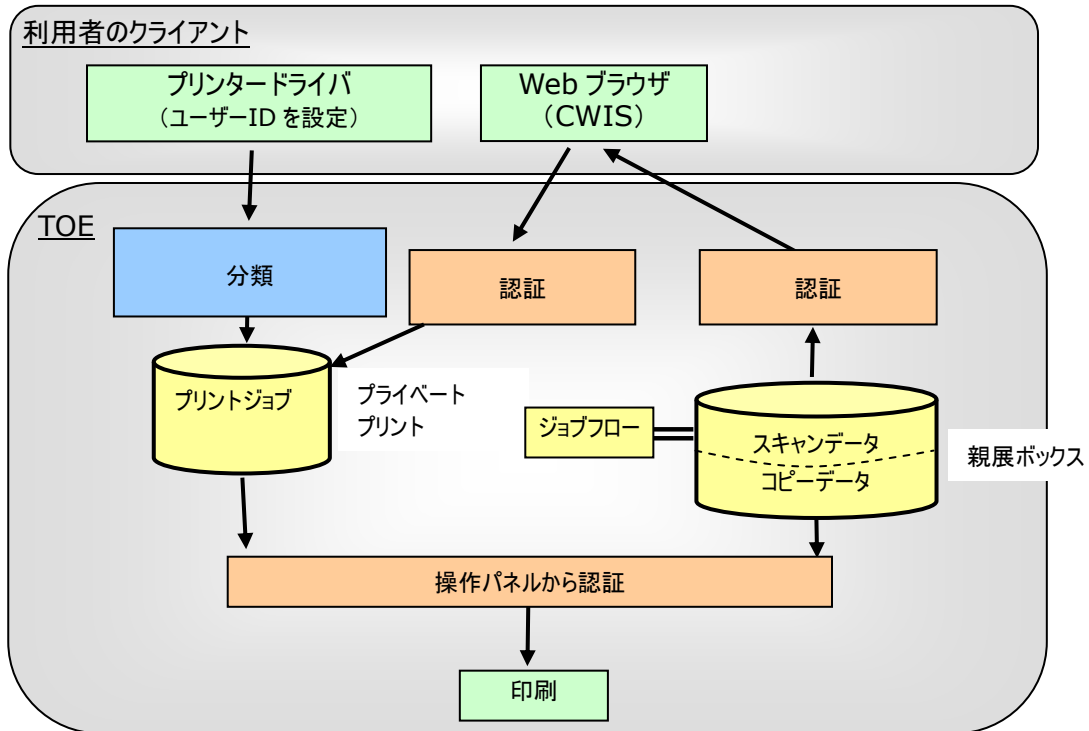 利用者のクライアント
プリンタードライバ
（ユーザーID を設定）
Web ブラウザ
（CWIS）
TOE
分類
認証
認証
プリントジョブ
プライベート
プリント
ジョブフロー
スキャンデータ
コピーデータ
親展ボックス
操作パネルから認証
印刷